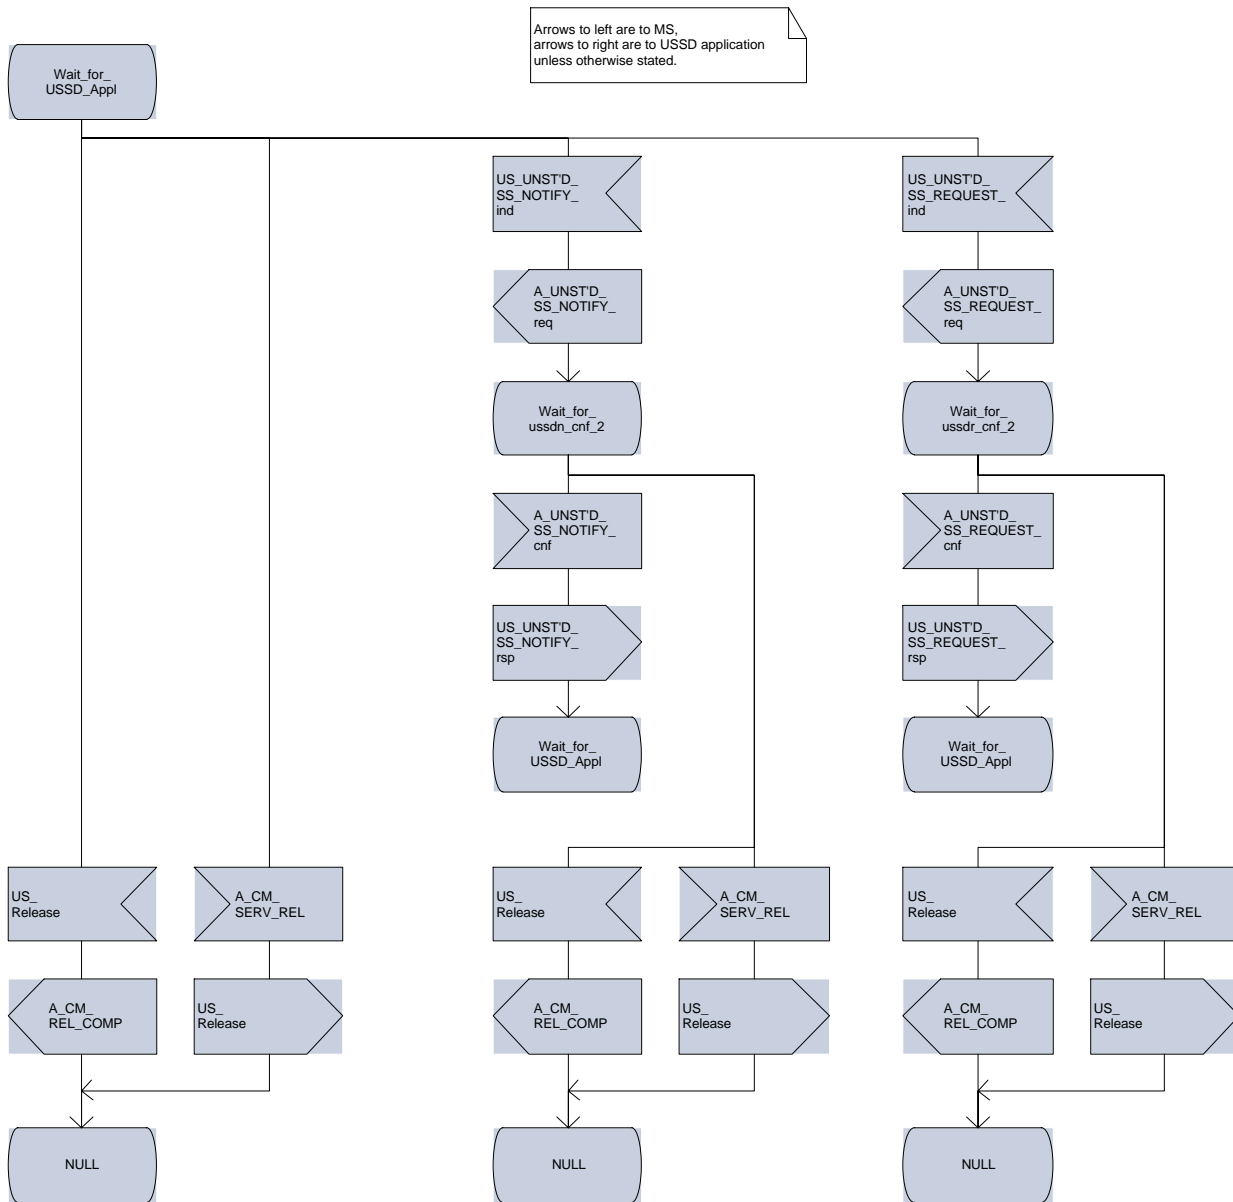 Arrows to left are to MS,
arrows to right are to USSD application
unless otherwise stated.
Wait_for_
USSD_Appl
US_UNST'D_
SS_NOTIFY_
ind
US_UNST'D_
SS_REQUEST_
ind
A_UNST'D_
SS_NOTIFY_
req
A_UNST'D_
SS_REQUEST_
req
Wait_for_
ussdn_cnf_2
Wait_for_
ussdr_cnf_2
A_UNST'D_
SS_NOTIFY_
cnf
A_UNST'D_
SS_REQUEST_
cnf
US_UNST'D_
SS_NOTIFY_
rsp
US_UNST'D_
SS_REQUEST_
rsp
Wait_for_
USSD_Appl
Wait_for_
USSD_Appl
US_
Release
A_CM_
SERV_REL
US_
Release
A_CM_
SERV_REL
US_
Release
A_CM_
SERV_REL
A_CM_
REL_COMP
US_
Release
A_CM_
REL_COMP
US_
Release
A_CM_
REL_COMP
US_
Release
NULL
NULL
NULL